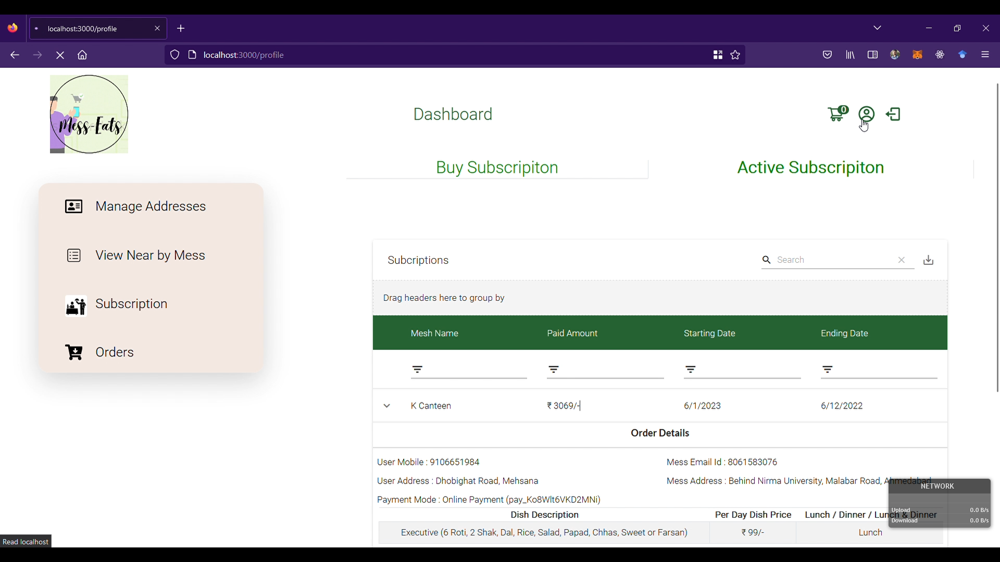 localhost:3000/profile
localhost:3000/profile
Mess-Eats
Dashboard
0
Buy Subscripiton
Active Subscripiton
Manage Addresses
View Near by Mess
Subscription
Orders
Subcriptions
Search
Drag headers here to group by
Mesh Name Paid Amount Starting Date Ending Date
K Canteen ₹ 3069/- 6/1/2023 6/12/2022
Order Details
User Mobile : 9106651984 Mess Email Id : 8061583076
User Address : Dhobighat Road, Mehsana Mess Address : Behind Nirma University, Malabar Road, Ahmedabad
Payment Mode : Online Payment (pay_Ko8Wlt6VKD2MNi)
Dish Description Per Day Dish Price Lunch / Dinner / Lunch & Dinner
Executive (6 Roti, 2 Shak, Dal, Rice, Salad, Papad, Chhas, Sweet or Farsan) ₹ 99/- Lunch
NETWORK
Upload 0.0 B/s
Download 0.0 B/s
Read localhost